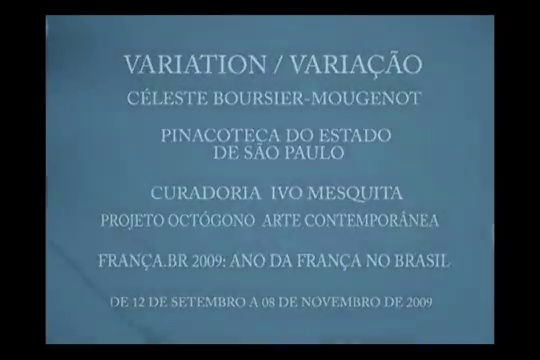 VARIATION / VARIAÇÃO
CÉLESTE BOURSIER-MOUGENOT
PINACOTECA DO ESTADO
DE SÃO PAULO
CURADORIA IVO MESQUITA
PROJETO OCTÓGONO ARTE CONTEMPORÂNEA
FRANÇA.BR 2009: ANO DA FRANÇA NO BRASIL
DE 12 DE SETEMBRO A 08 DE NOVEMBRO DE 2009